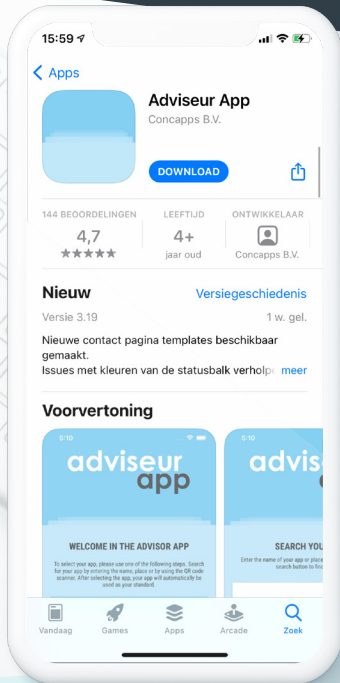 15:59
Apps
Adviseur App
Concapps B.V.
DOWNLOAD
144 BEOORDELINGEN
LEEFTIJD
ONTWIKKELAAR
4,7
4+
jaar oud
Concapps B.V.
Nieuw
Versiegeschiedenis
Versie 3.19
1 w. gel.
Nieuwe contact pagina templates beschikbaar
gemaakt.
Issues met kleuren van de statusbalk verholpe meer
Voorvertoning
5:10
adviseur
app
WELCOME IN THE ADVISOR APP
To select your app, please use one of the following steps. Search
for your app by entering the name, place or by using the QR code
scanner. After selecting the app, your app will automatically be
used as your standard.
5:10
advis
SEARCH YOU
Enter the name of your app or place
search button to find
Vandaag
Games
Apps
Arcade
Zoek